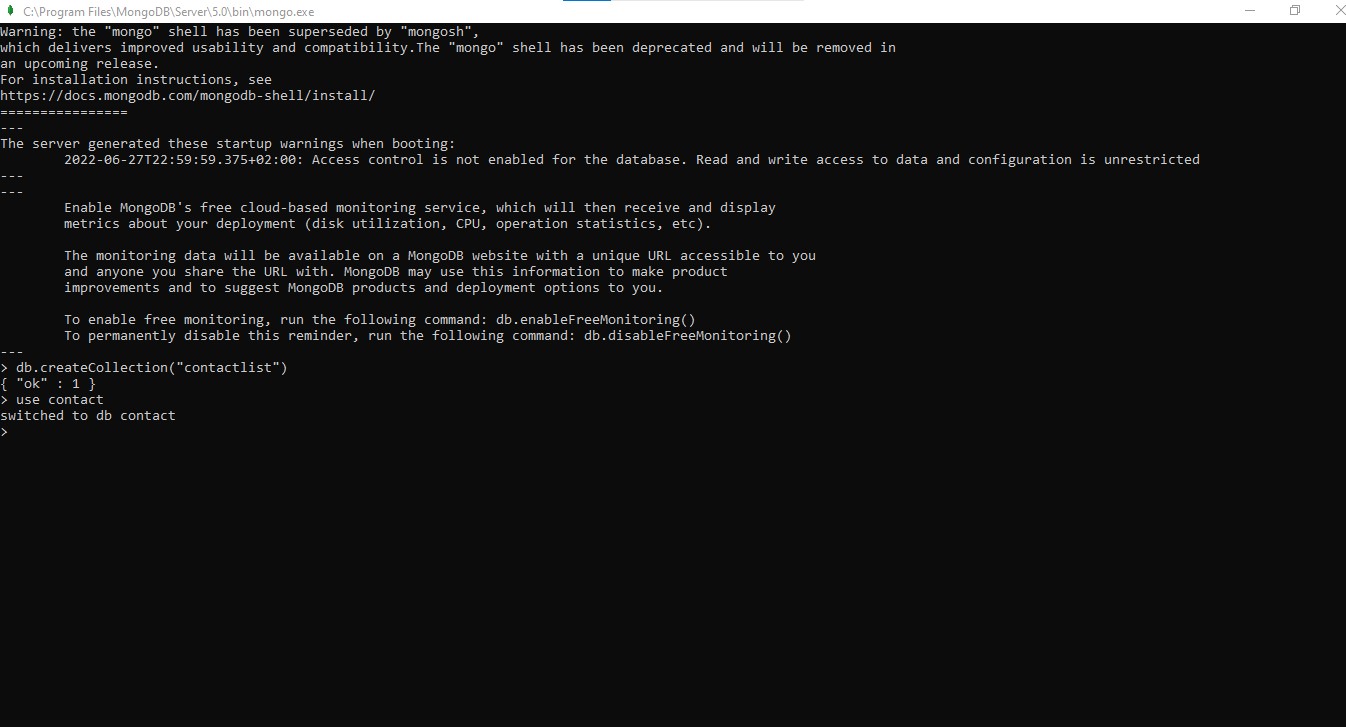 C:\Program Files\MongoDB\Server\5.0\bin\mongo.exe
Warning: the "mongo" shell has been superseded by "mongosh",
which delivers improved usability and compatibility.The "mongo" shell has been deprecated and will be removed in
an upcoming release.
For installation instructions, see
https://docs.mongodb.com/mongodb-shell/install/
================
---
The server generated these startup warnings when booting:
        2022-06-27T22:59:59.375+02:00: Access control is not enabled for the database. Read and write access to data and configuration is unrestricted
---
---
        Enable MongoDB's free cloud-based monitoring service, which will then receive and display
        metrics about your deployment (disk utilization, CPU, operation statistics, etc).
        The monitoring data will be available on a MongoDB website with a unique URL accessible to you
        and anyone you share the URL with. MongoDB may use this information to make product
        improvements and to suggest MongoDB products and deployment options to you.
        To enable free monitoring, run the following command: db.enableFreeMonitoring()
        To permanently disable this reminder, run the following command: db.disableFreeMonitoring()
---
> db.createCollection("contactlist")
{ "ok" : 1 }
> use contact
switched to db contact
>